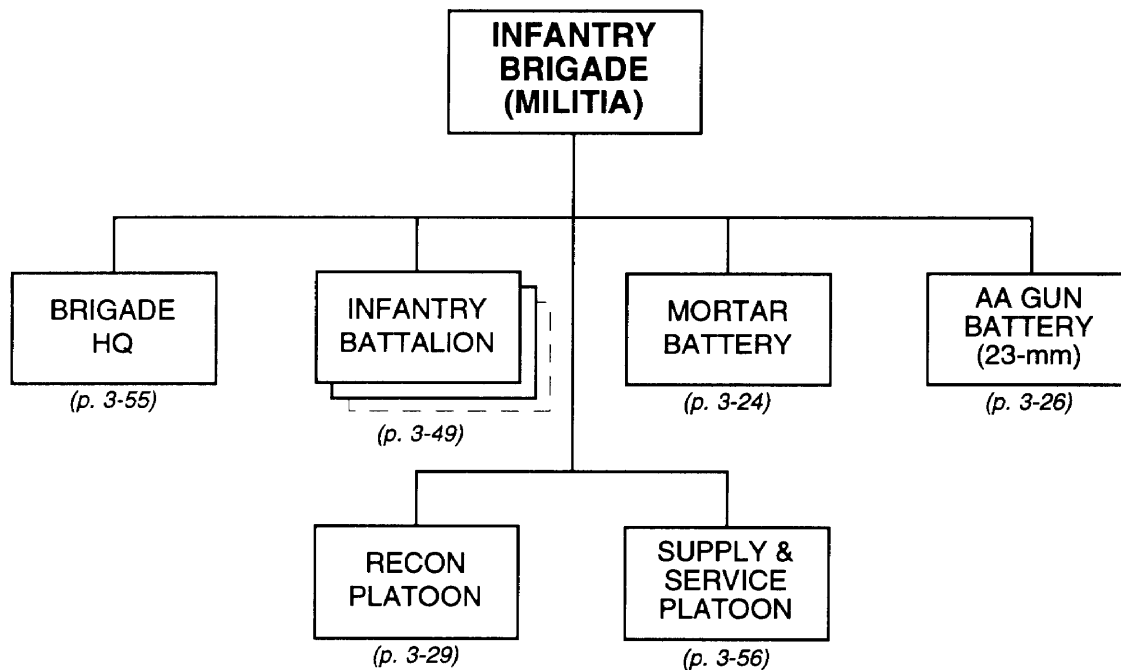 INFANTRY
BRIGADE
(MILITIA)
BRIGADE
HQ
(p. 3-55)
INFANTRY
BATTALION
(p. 3-49)
MORTAR
BATTERY
(p. 3-24)
AA GUN
BATTERY
(23-mm)
(p. 3-26)
RECON
PLATOON
(p. 3-29)
SUPPLY &
SERVICE
PLATOON
(p. 3-56)